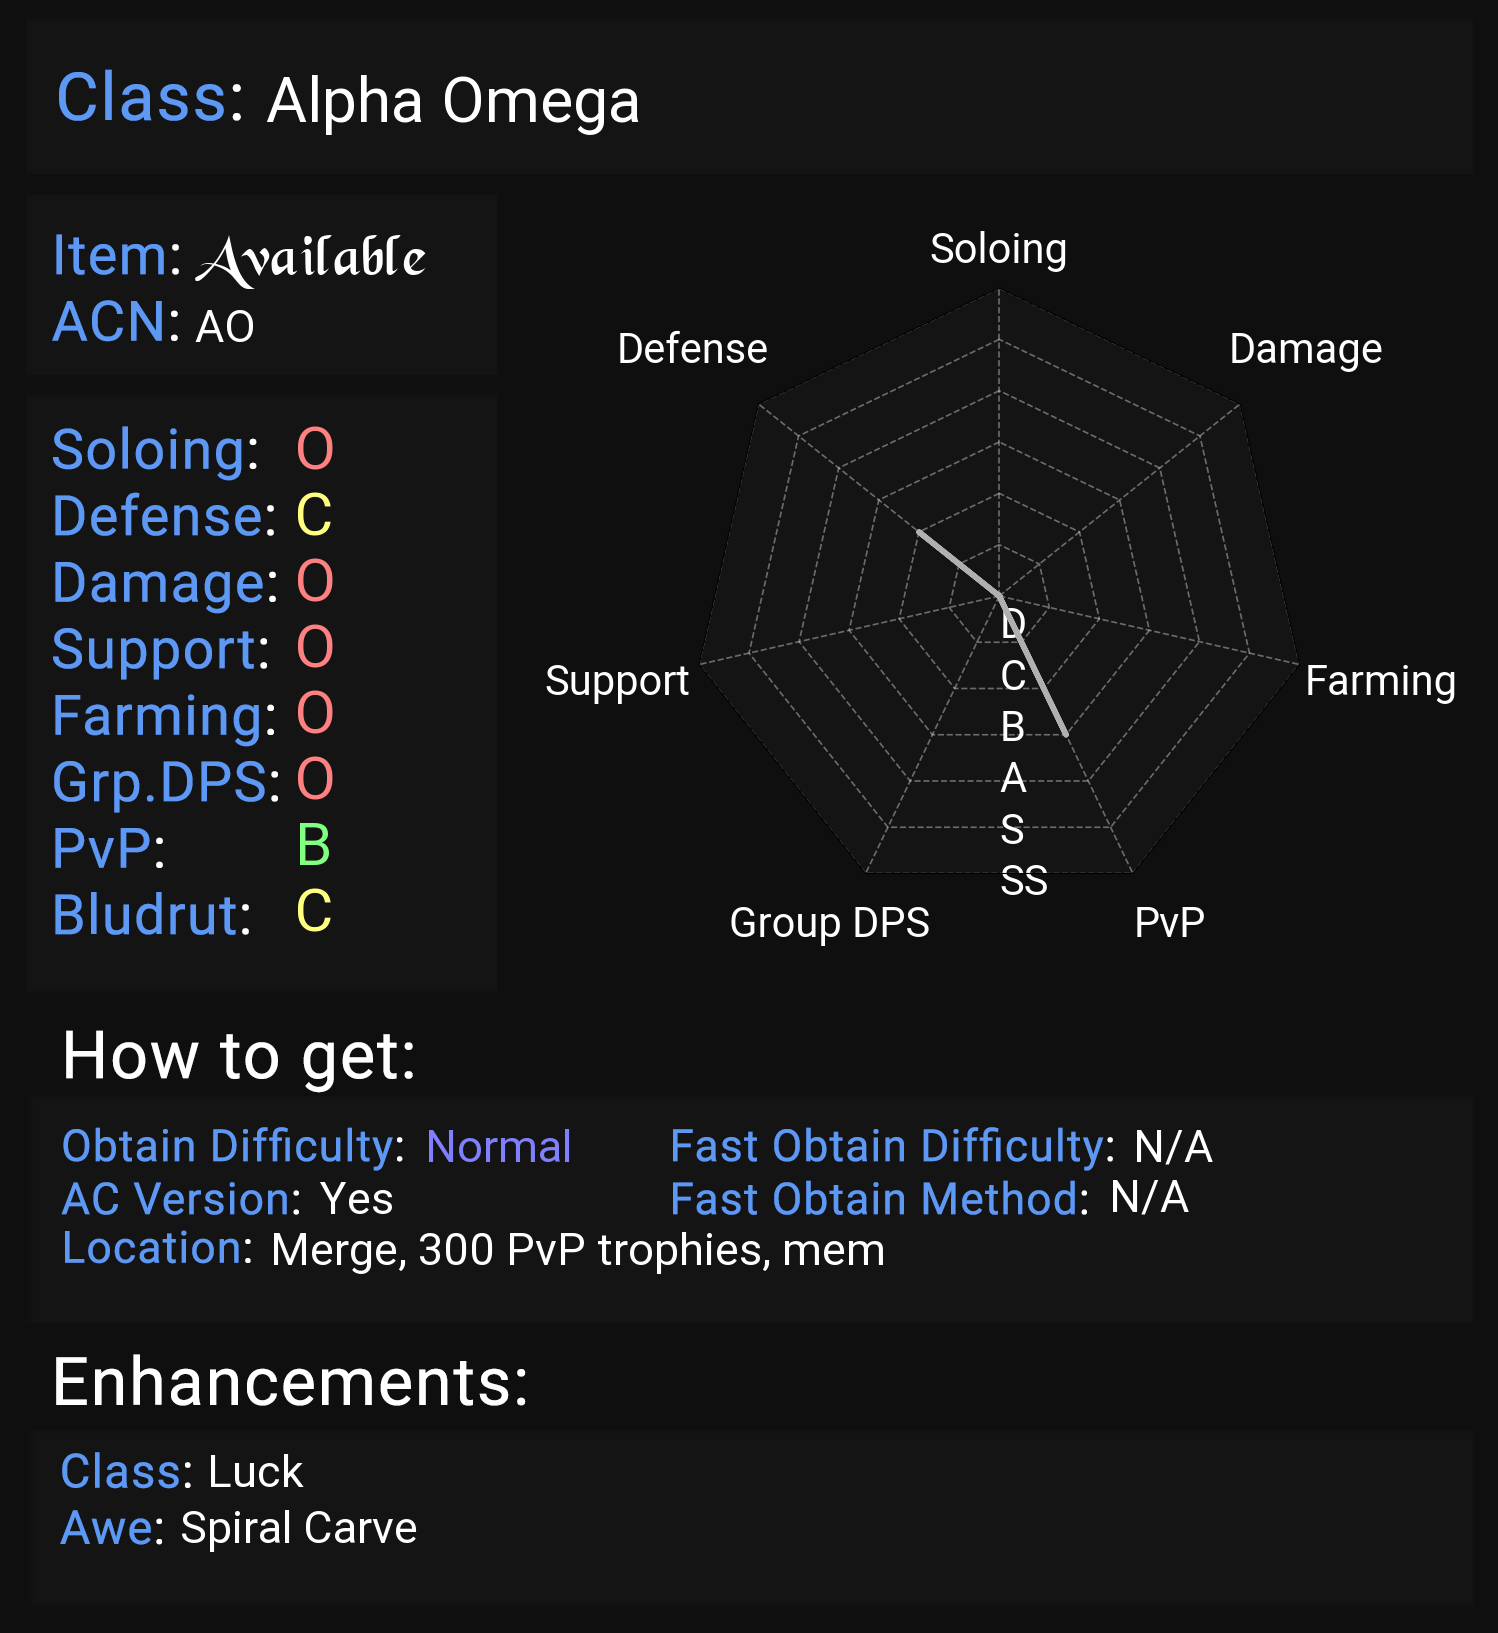 Class: Alpha Omega
Item: Available
ACN: AO
Soloing: O
Defense: C
Damage: O
Support: O
Farming: O
Grp.DPS: O
PvP: B
Bludrut: C
Soloing
Defense
Damage
Support
Farming
Group DPS
PvP
D
C
B
A
S
SS
How to get:
Obtain Difficulty: Normal
Fast Obtain Difficulty: N/A
AC Version: Yes
Fast Obtain Method: N/A
Location: Merge, 300 PvP trophies, mem
Enhancements:
Class: Luck
Awe: Spiral Carve